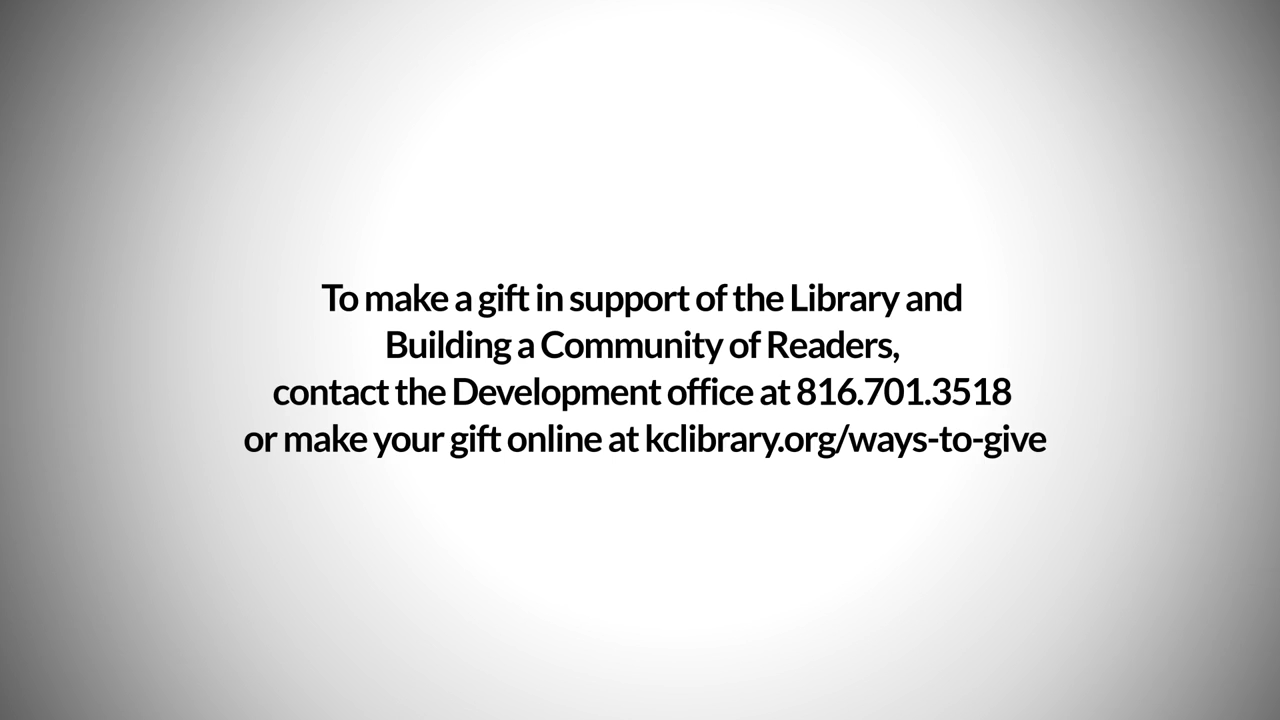 To make a gift in support of the Library and
Building a Community of Readers,
contact the Development office at 816.701.3518
or make your gift online at kclibrary.org/ways-to-give